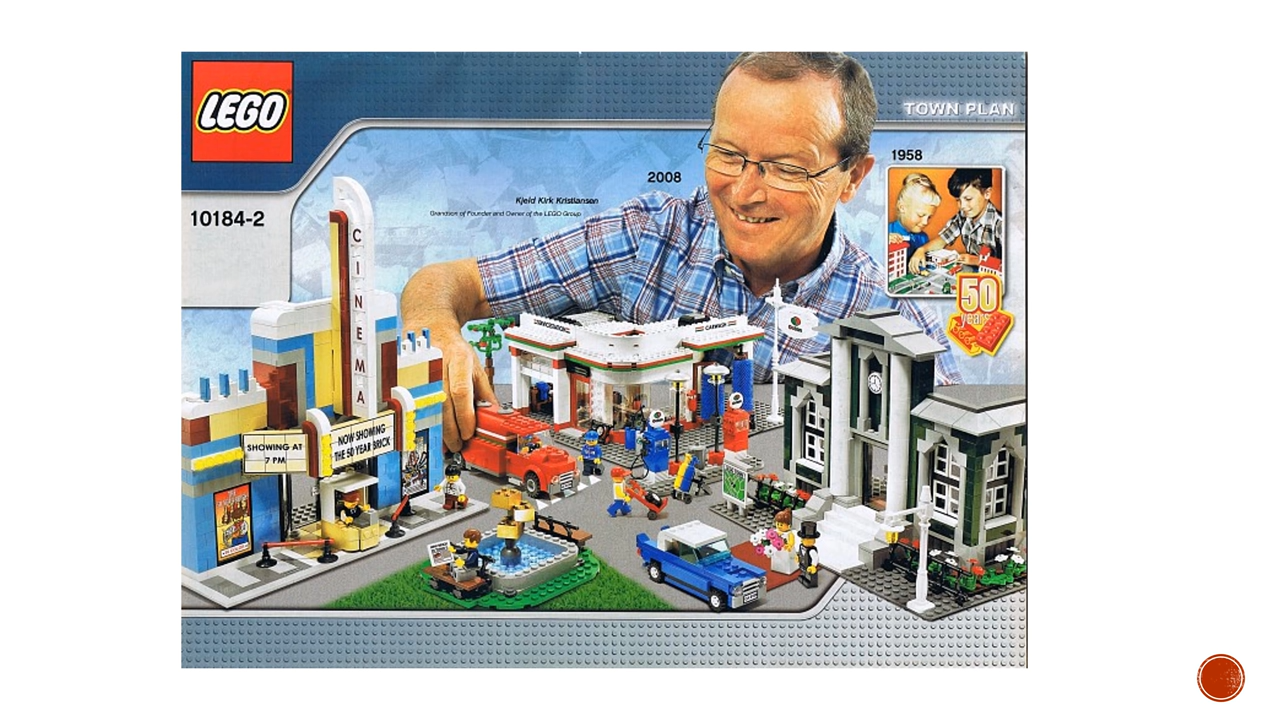 LEGO
TOWN PLAN
1958
2008
Kjeld Kirk Kristiansen
Grandson of Founder and Owner of the LEGO Group
10184-2
50
years
CINEMA
CARWASH
SHOWING AT
7 PM
NOW SHOWING
THE 50 YEAR BRICK